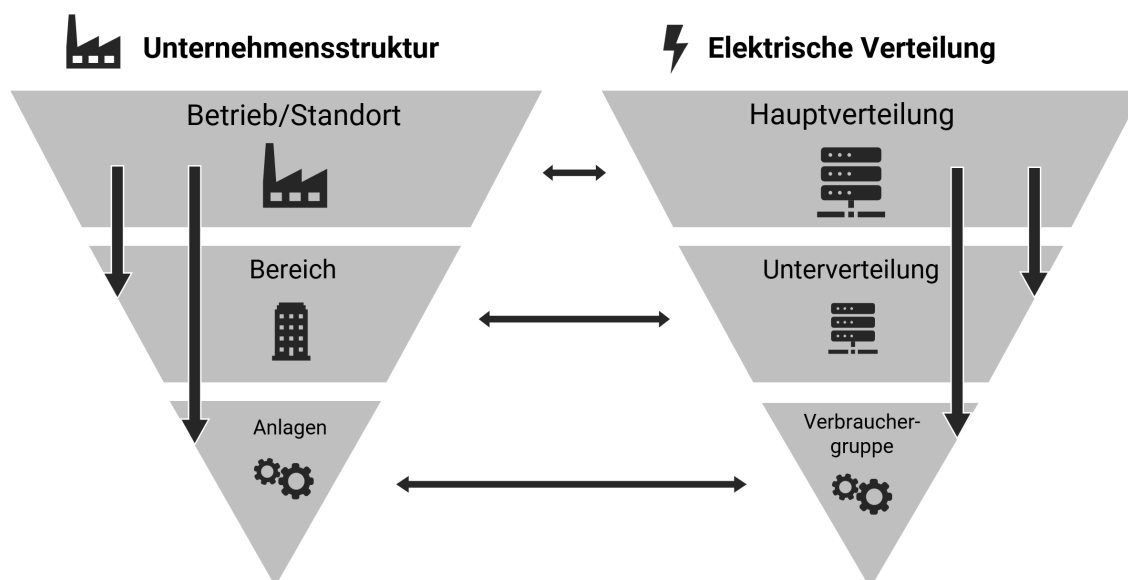 Unternehmensstruktur
Elektrische Verteilung
Betrieb/Standort
Hauptverteilung
Bereich
Unterverteilung
Anlagen
Verbraucher-
gruppe